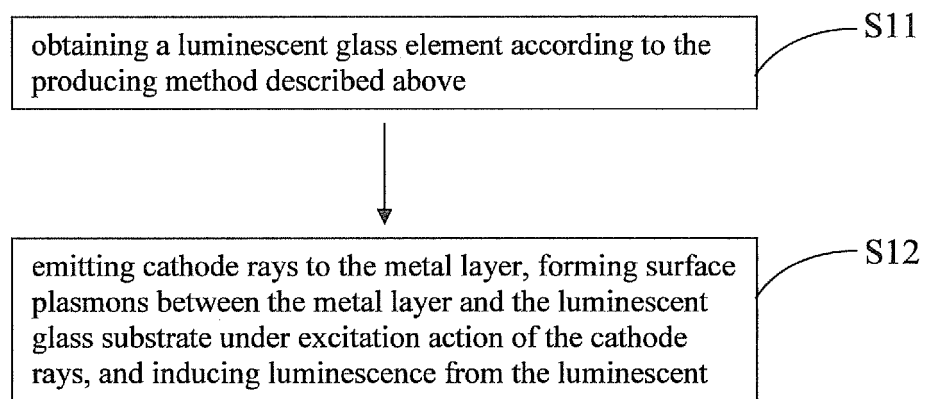 obtaining a luminescent glass element according to the
producing method described above
S11
emitting cathode rays to the metal layer, forming surface
plasmons between the metal layer and the luminescent
glass substrate under excitation action of the cathode
rays, and inducing luminescence from the luminescent
S12